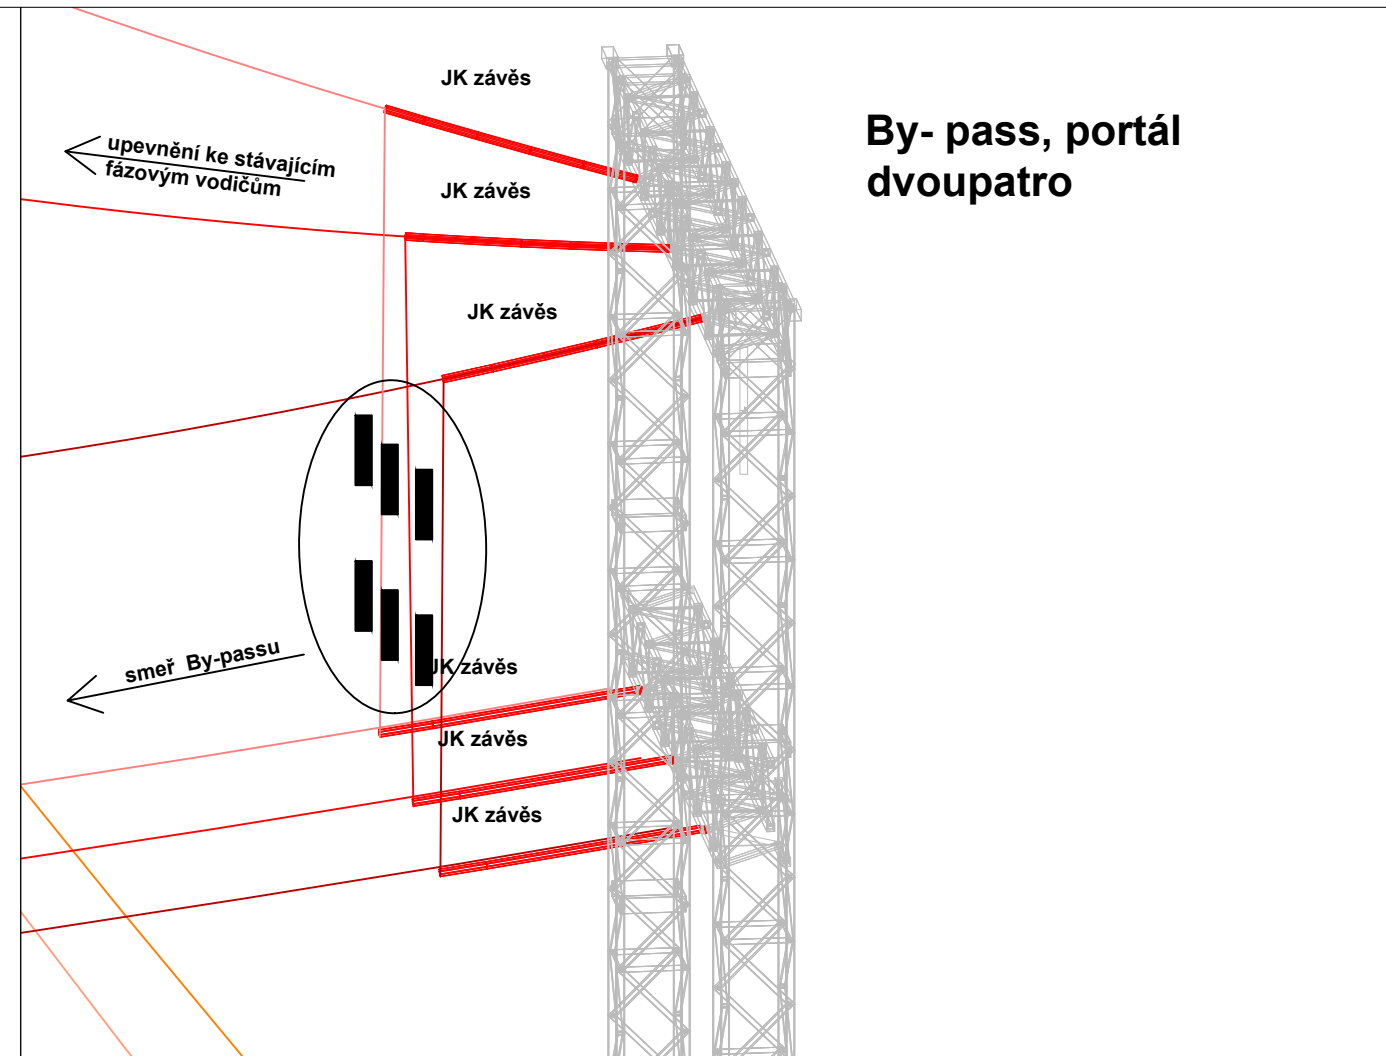 JK závěs
By- pass, portál
dvoupatro
upevnění ke stávajícím
fázovým vodičům
JK závěs
JK závěs
smeř By-passu
JK závěs
JK závěs
JK závěs